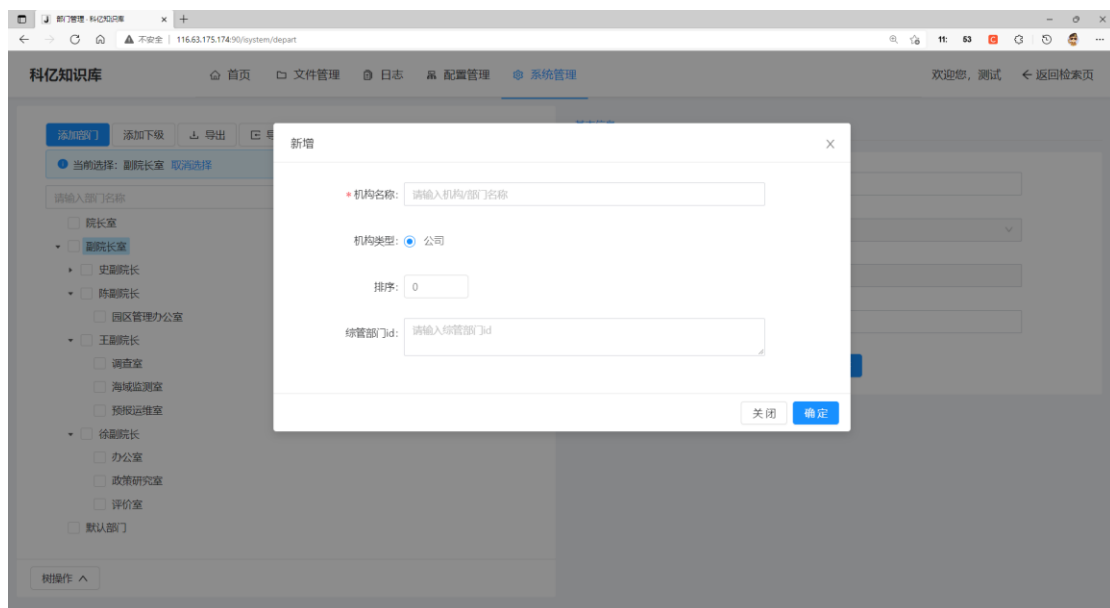 部门管理 - 科亿知识库
不安全 | 116.63.175.174:90/isystem/depart
11: 53
科亿知识库 首页 文件管理 日志 配置管理 系统管理 欢迎您，测试 返回检索页
添加部门 添加下级 导出
当前选择：副院长室 取消选择
请输入部门名称
院长室
副院长室
史副院长
陈副院长
园区管理办公室
王副院长
调查室
海域监测室
预报运维室
徐副院长
办公室
政策研究室
评价室
默认部门
树操作
新增
*机构名称: 请输入机构/部门名称
机构类型: 公司
排序: 0
综管部门id: 请输入综管部门id
关闭 确定